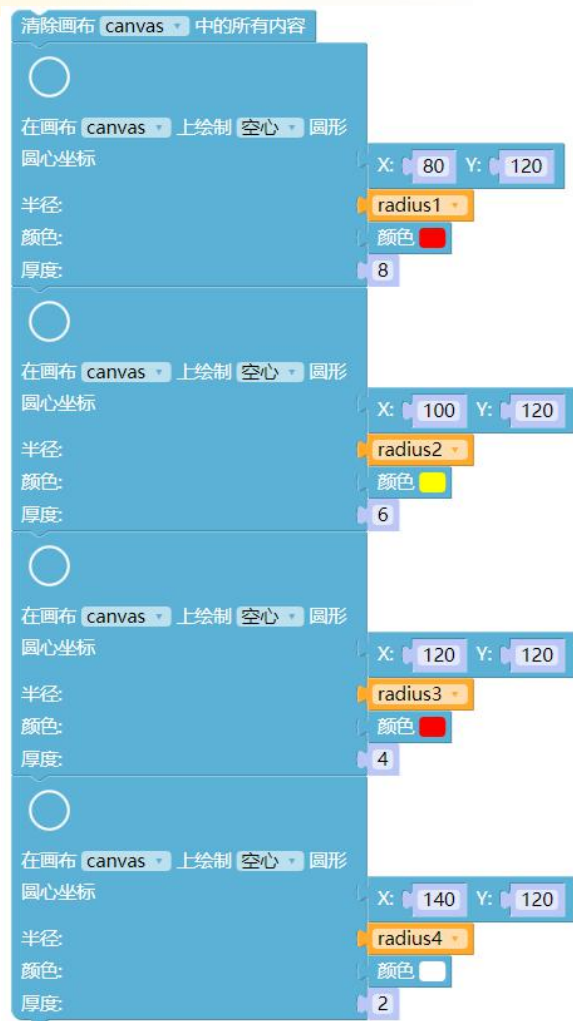 清除画布 canvas 中的所有内容
在画布 canvas 上绘制 空心 圆形
圆心坐标 X: 80 Y: 120
半径: radius1
颜色: 颜色
厚度: 8
在画布 canvas 上绘制 空心 圆形
圆心坐标 X: 100 Y: 120
半径: radius2
颜色: 颜色
厚度: 6
在画布 canvas 上绘制 空心 圆形
圆心坐标 X: 120 Y: 120
半径: radius3
颜色: 颜色
厚度: 4
在画布 canvas 上绘制 空心 圆形
圆心坐标 X: 140 Y: 120
半径: radius4
颜色: 颜色
厚度: 2